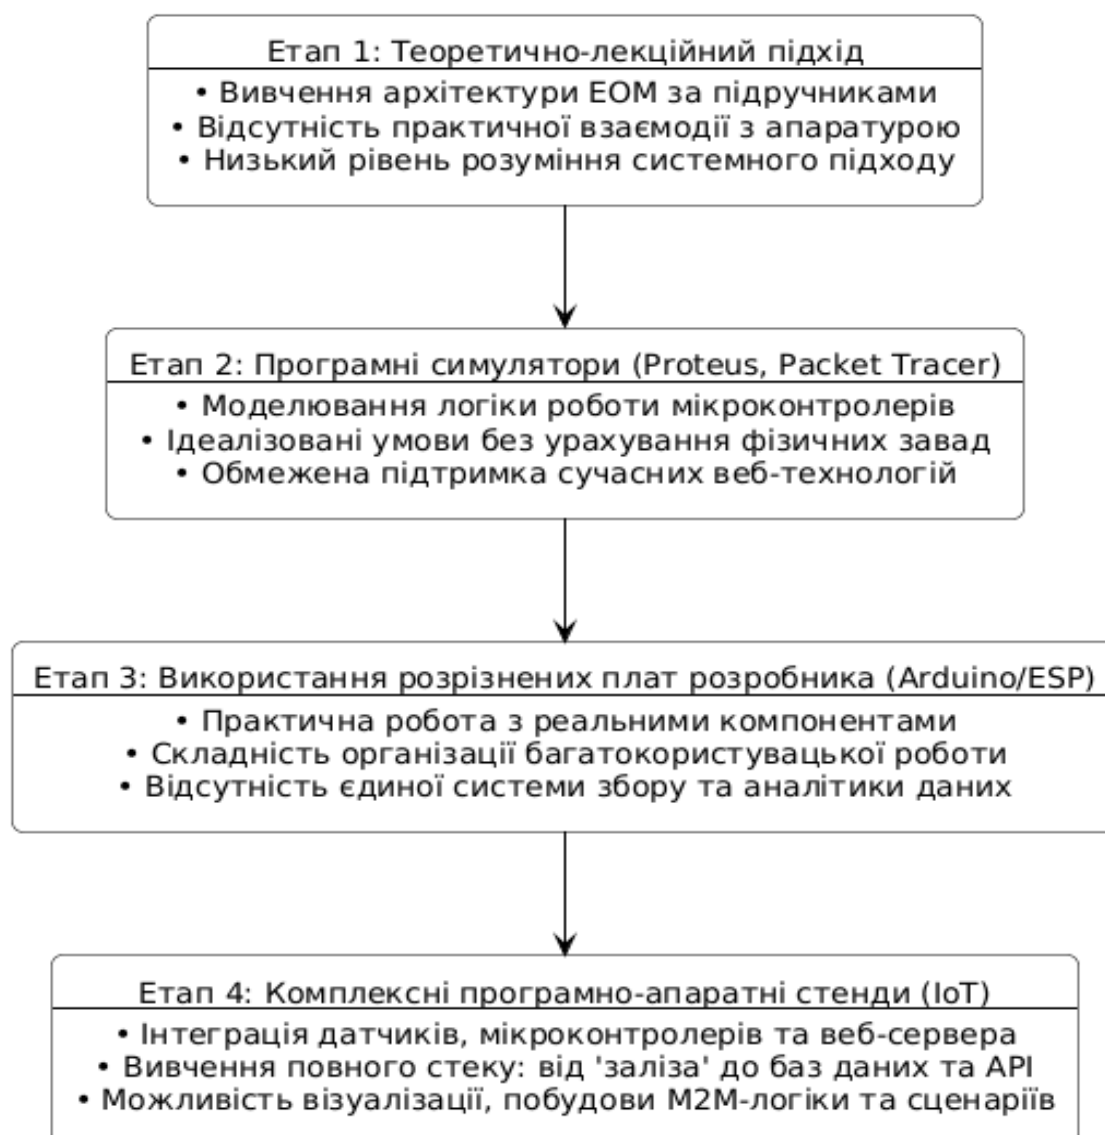 Етап 1: Теоретично-лекційний підхід
• Вивчення архітектури ЕОМ за підручниками
• Відсутність практичної взаємодії з апаратурою
• Низький рівень розуміння системного підходу
Етап 2: Програмні симулятори (Proteus, Packet Tracer)
• Моделювання логіки роботи мікроконтролерів
• Ідеалізовані умови без урахування фізичних завад
• Обмежена підтримка сучасних веб-технологій
Етап 3: Використання розрізнених плат розробника (Arduino/ESP)
• Практична робота з реальними компонентами
• Складність організації багатокористувацької роботи
• Відсутність єдиної системи збору та аналітики даних
Етап 4: Комплексні програмно-апаратні стенди (IoT)
• Інтеграція датчиків, мікроконтролерів та веб-сервера
• Вивчення повного стеку: від 'заліза' до баз даних та API
• Можливість візуалізації, побудови M2M-логіки та сценаріїв